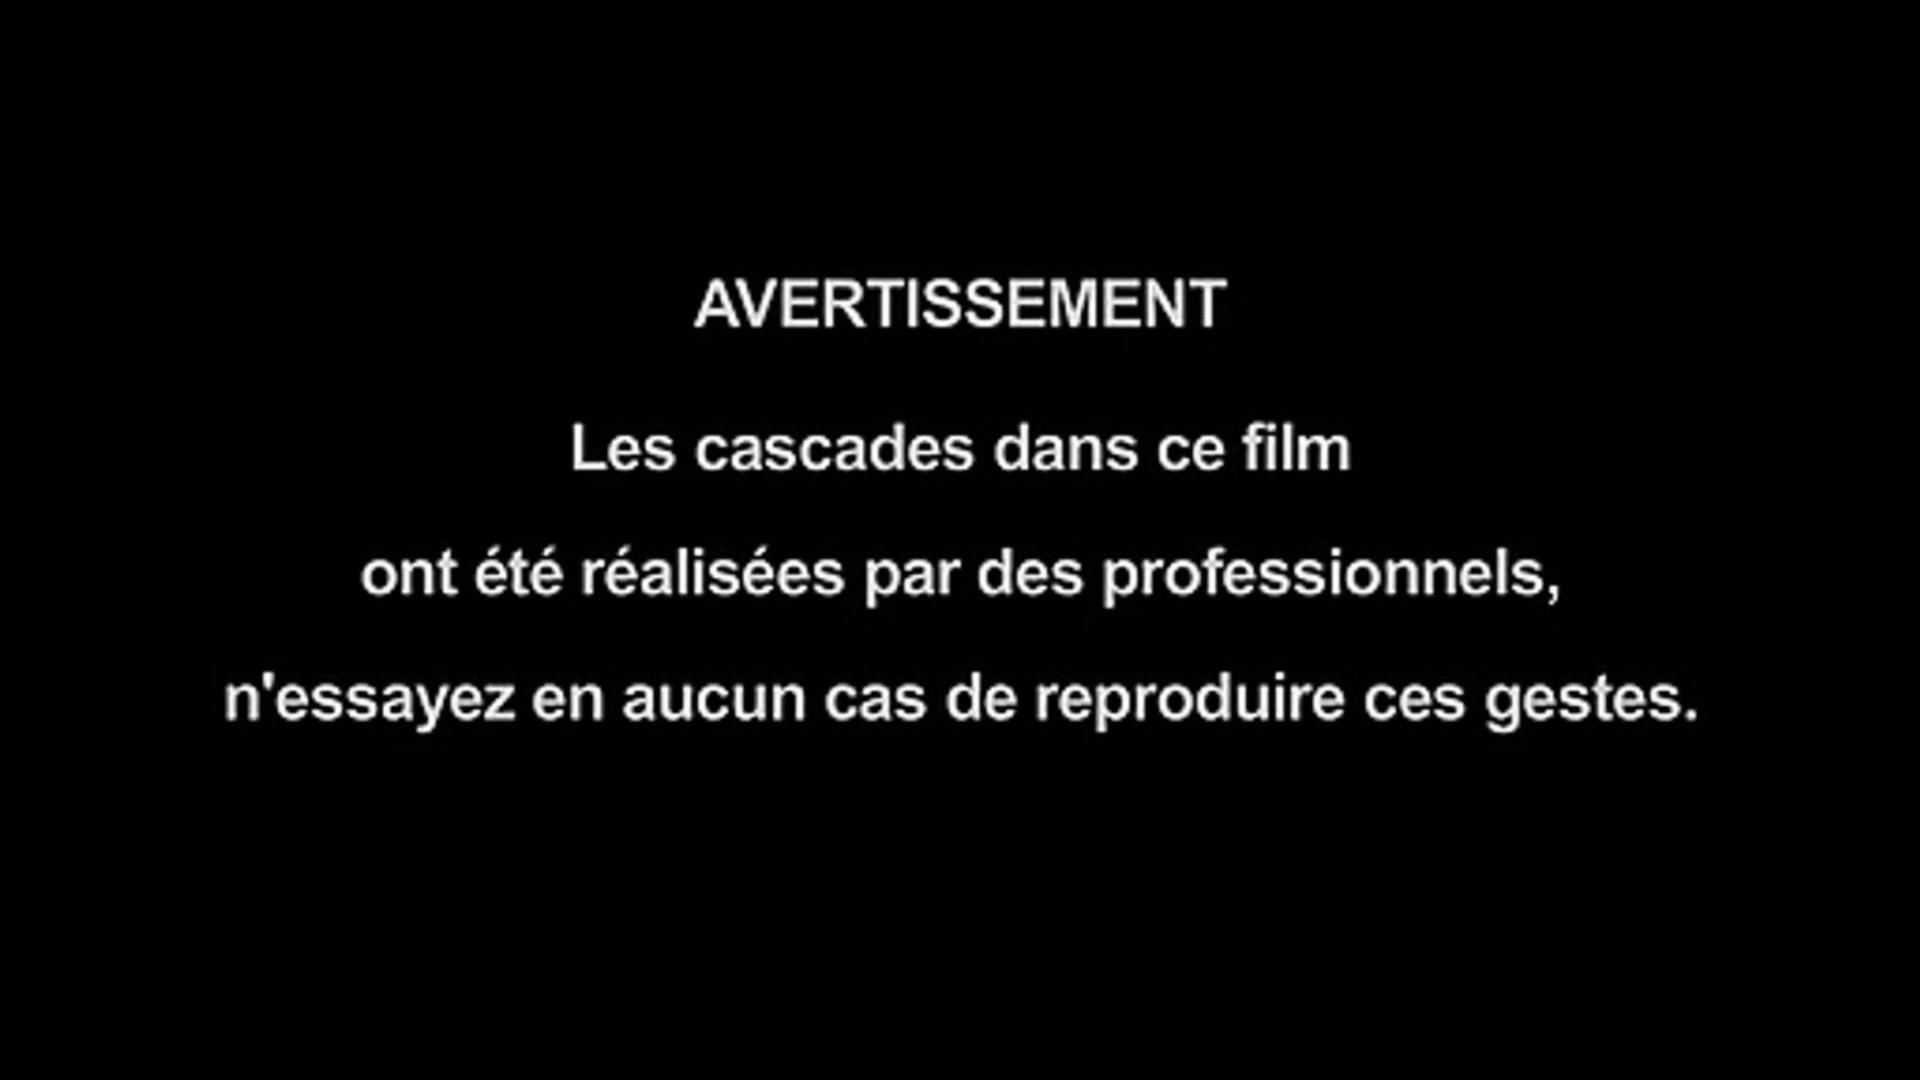 AVERTISSEMENT
Les cascades dans ce film
ont été réalisées par des professionnels,
n'essayez en aucun cas de reproduire ces gestes.